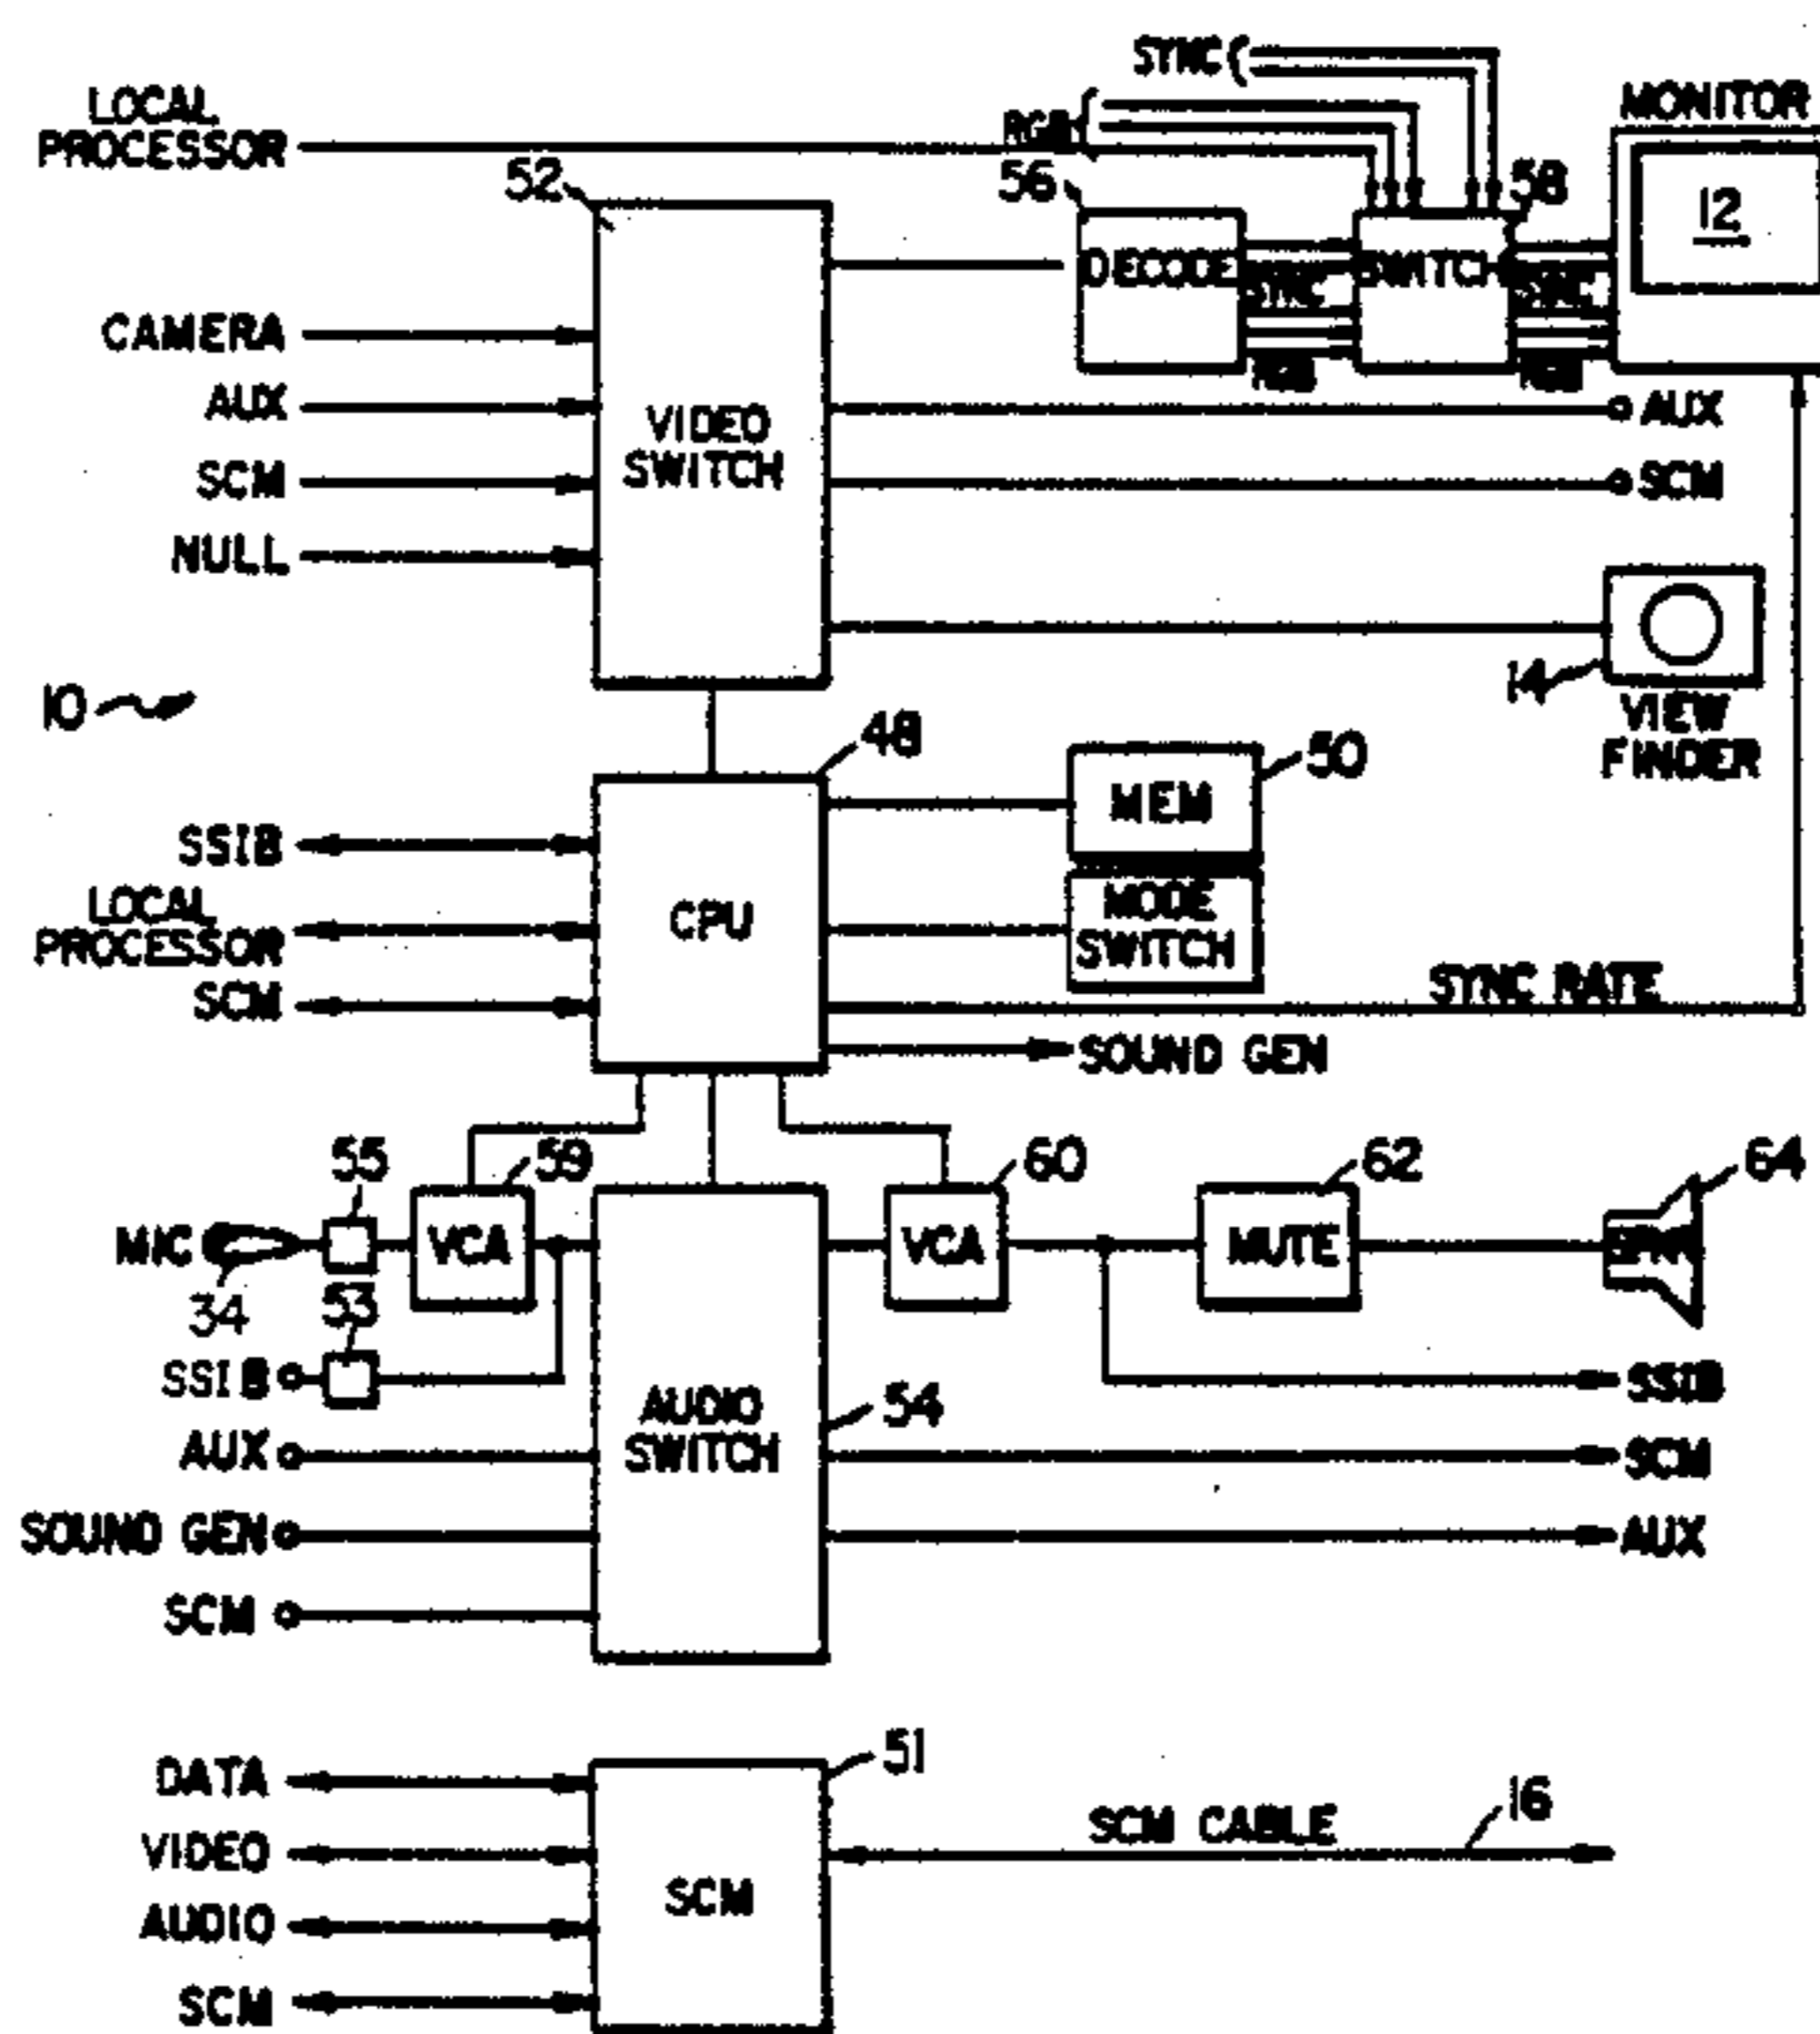 SYNC
LOCAL
PROCESSOR
RGB
MONITOR
52
56
58
12
DECODE
SWITCH
SYNC
SYNC
RGB
RGB
CAMERA
AUX
SCM
NULL
VIDEO
SWITCH
AUX
SCM
14
VIEW
FINDER
10
48
50
MEM
SSIB
LOCAL
PROCESSOR
SCM
CPU
MODE
SWITCH
SYNC RATE
SOUND GEN
55
59
60
62
64
MIC
VCA
VCA
MUTE
SPKR
34
53
SSIB
AUX
SOUND GEN
SCM
AUDIO
SWITCH
54
SSIB
SCM
AUX
DATA
VIDEO
AUDIO
SCM
51
SCM
SCM CABLE
16